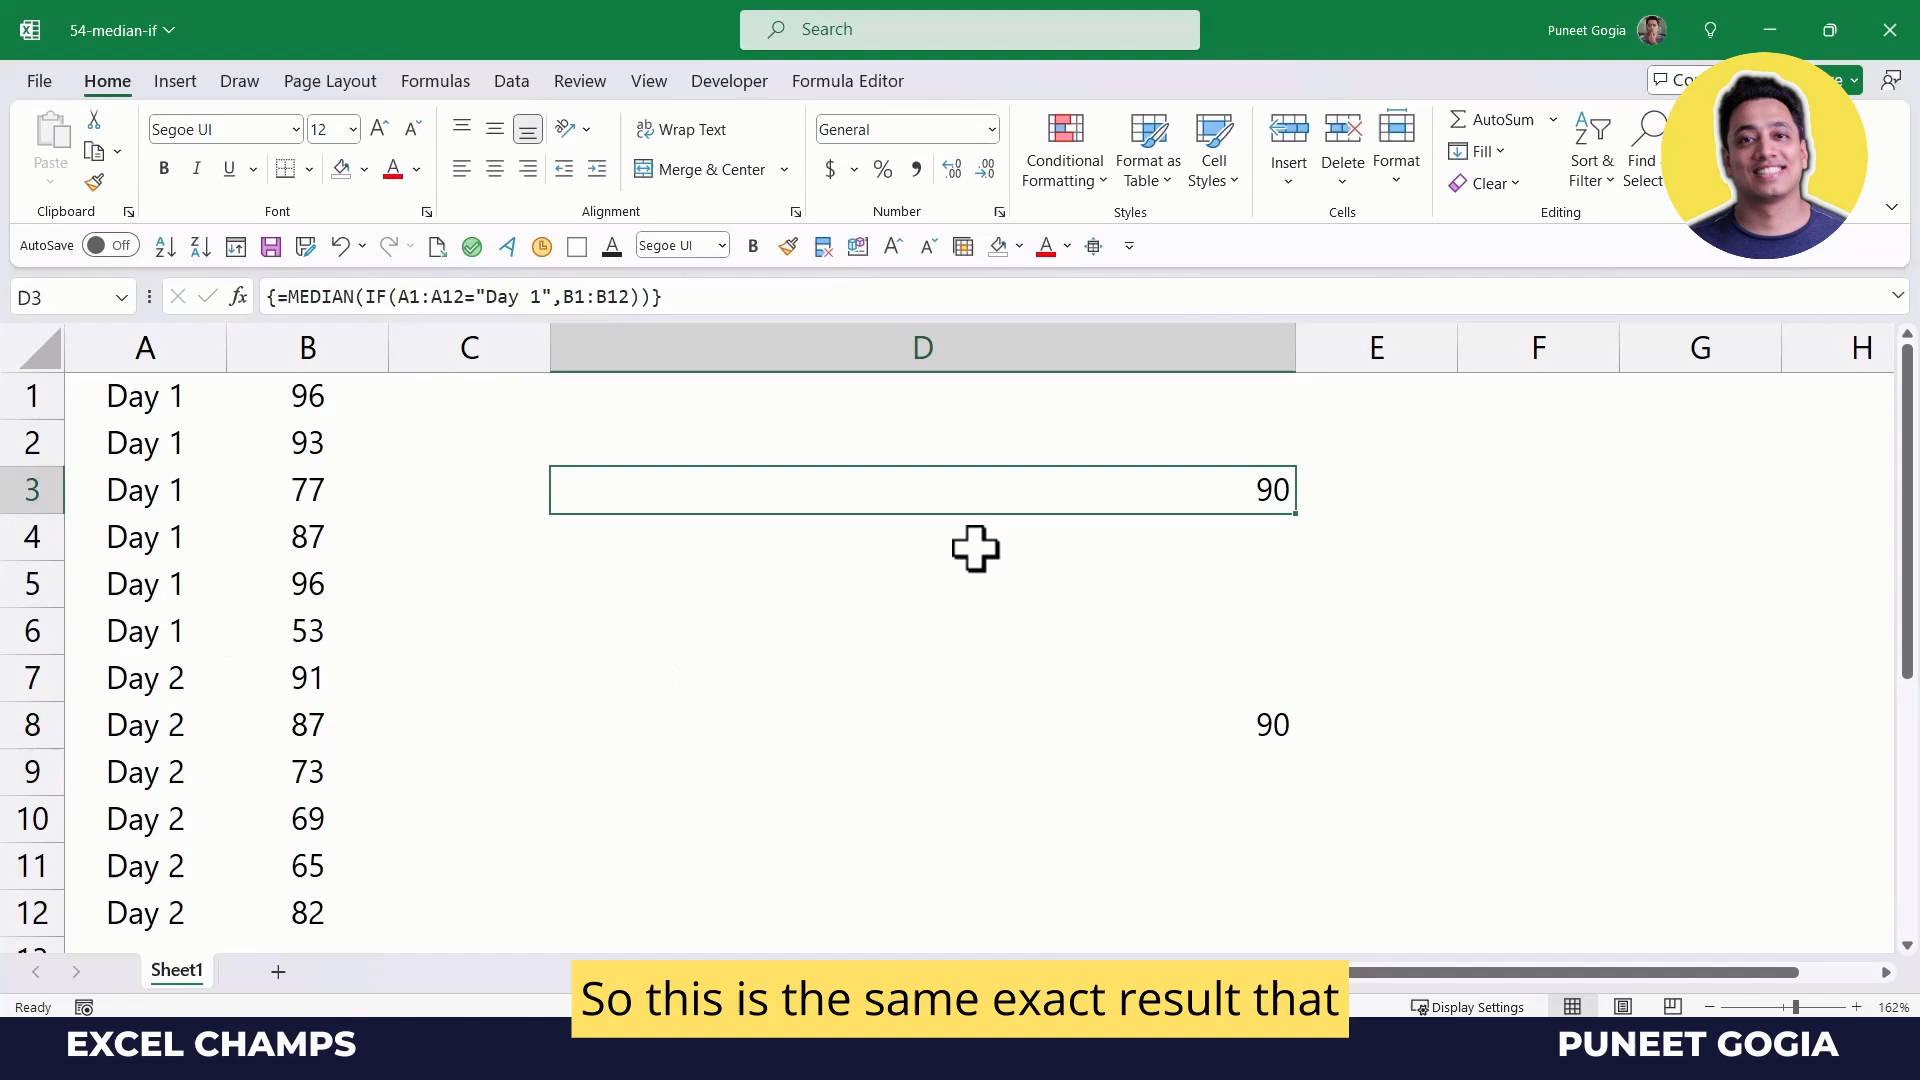 54-median-if
Search
Puneet Gogia
File Home Insert Draw Page Layout Formulas Data Review View Developer Formula Editor
Paste
Segoe UI 12
B I U A
Wrap Text
Merge & Center
General
$ %
Conditional Formatting
Format as Table
Cell Styles
Insert
Delete
Format
AutoSum
Fill
Clear
Sort & Filter
Find
Select
Clipboard Font Alignment Number Styles Cells Editing
AutoSave Off Segoe UI B
D3 fx {=MEDIAN(IF(A1:A12="Day 1",B1:B12))}
A B C D E F G H
1 Day 1 96
2 Day 1 93
3 Day 1 77 90
4 Day 1 87
5 Day 1 96
6 Day 1 53
7 Day 2 91
8 Day 2 87 90
9 Day 2 73
10 Day 2 69
11 Day 2 65
12 Day 2 82
Sheet1
So this is the same exact result that
Ready Display Settings 162%
EXCEL CHAMPS PUNEET GOGIA